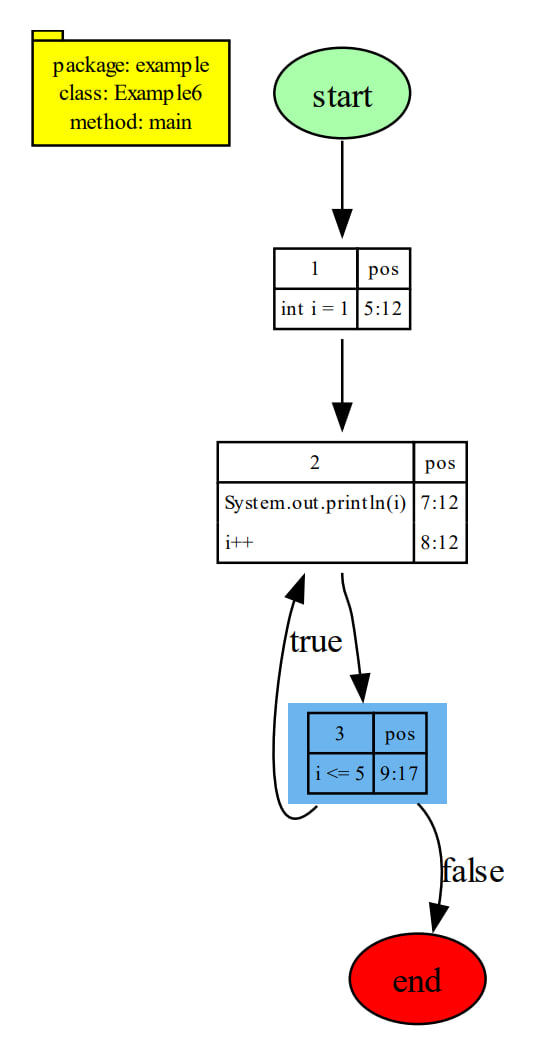 package: example
class: Example6
method: main
start
1 pos
int i = 1 5:12
2 pos
System.out.println(i) 7:12
i++ 8:12
true
3 pos
i <= 5 9:17
false
end